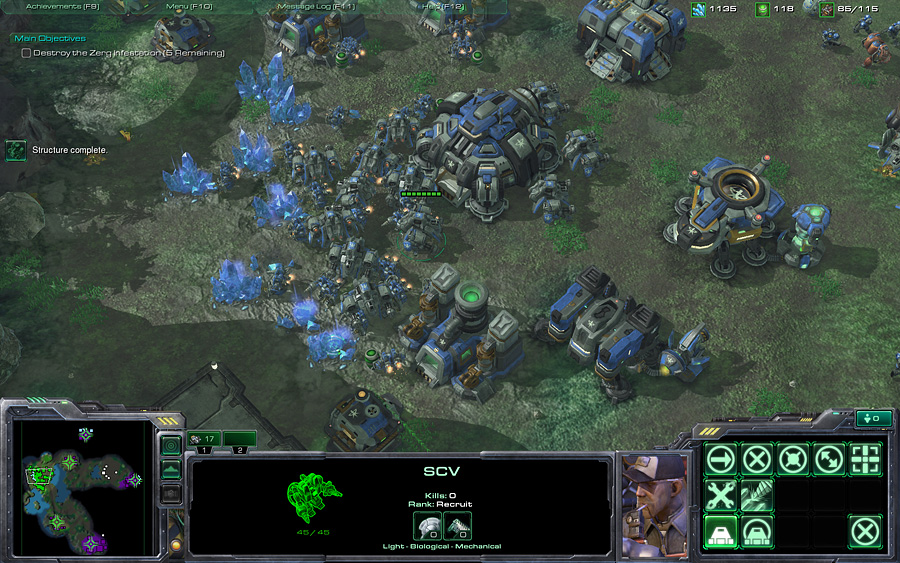 Achievements (F9) Menu (F10) Message Log (F11) Help (F12) 1135 118 86/115
Main Objectives
Destroy the Zerg Infestation (5 Remaining)
Structure complete.
17
1 2
0
SCV
Kills: 0
Rank: Recruit
0 0
45/45
Light - Biological - Mechanical